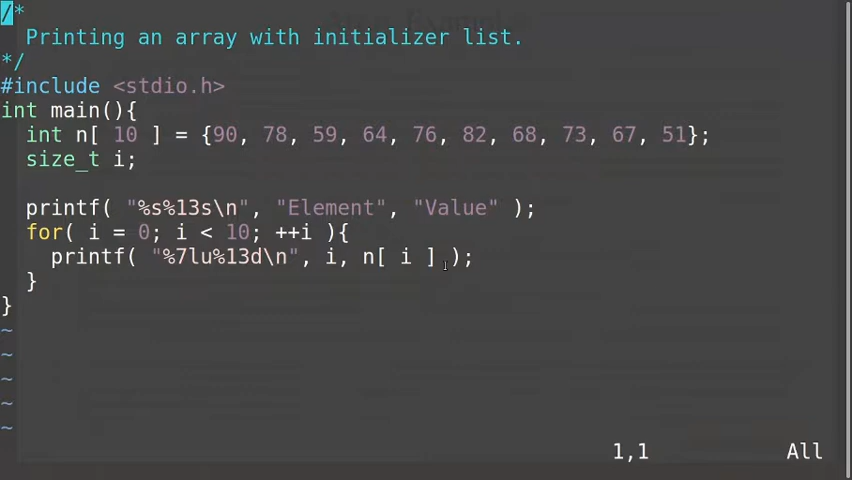 /*
  Printing an array with initializer list.
*/
#include <stdio.h>
int main(){
  int n[ 10 ] = {90, 78, 59, 64, 76, 82, 68, 73, 67, 51};
  size_t i;

  printf( "%s%13s\n", "Element", "Value" );
  for( i = 0; i < 10; ++i ){
    printf( "%7lu%13d\n", i, n[ i ] );
  }
}
~
~
~
~
~
1,1 All